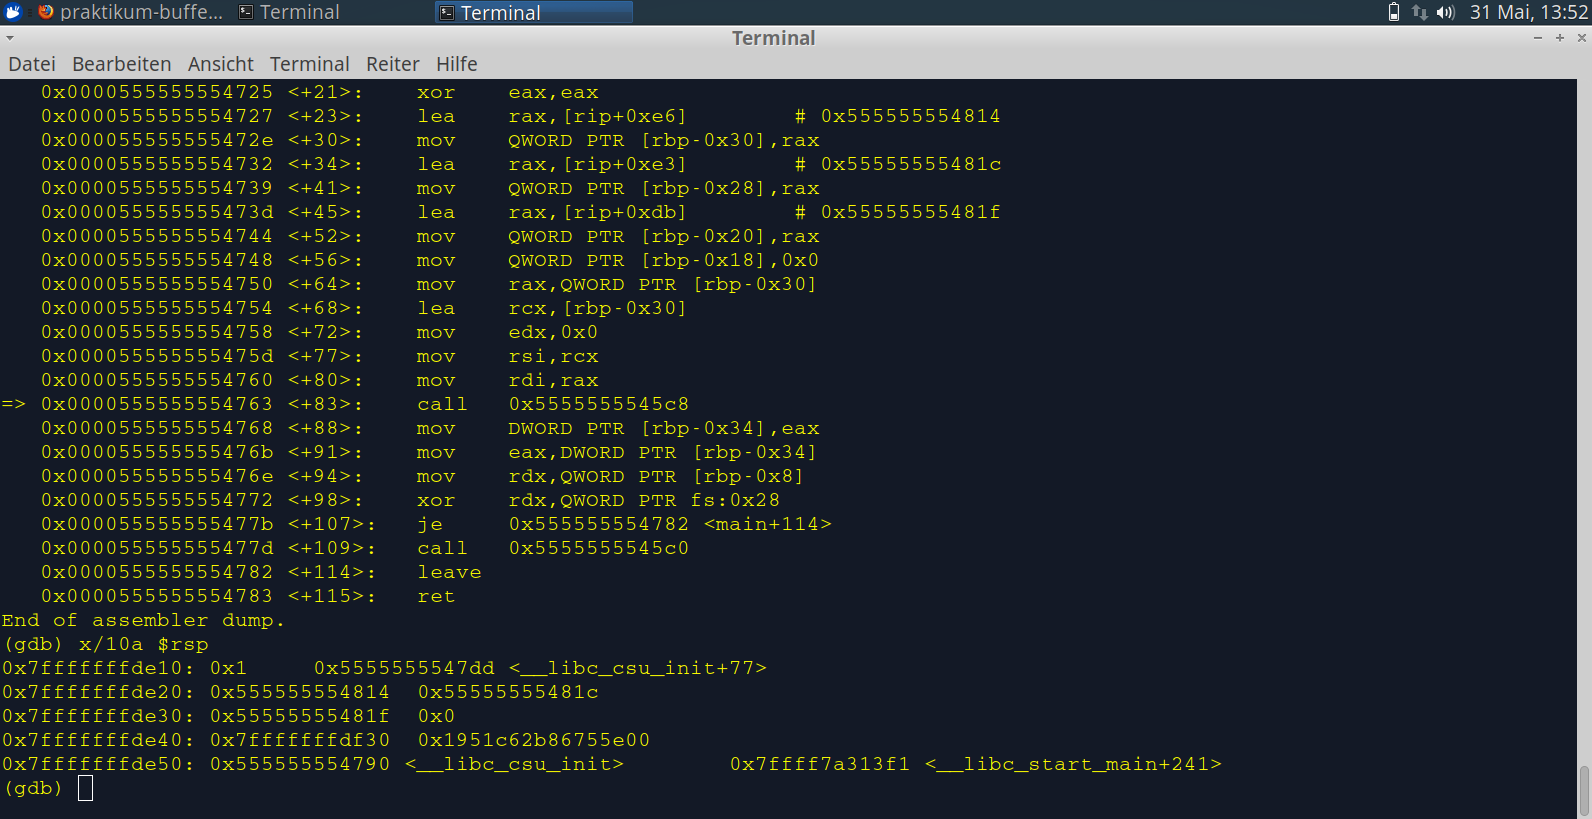 praktikum-buffe... Terminal Terminal 31 Mai, 13:52
Terminal
Datei Bearbeiten Ansicht Terminal Reiter Hilfe
0x0000555555554725 <+21>: xor eax,eax
0x0000555555554727 <+23>: lea rax,[rip+0xe6] # 0x555555554814
0x000055555555472e <+30>: mov QWORD PTR [rbp-0x30],rax
0x0000555555554732 <+34>: lea rax,[rip+0xe3] # 0x55555555481c
0x0000555555554739 <+41>: mov QWORD PTR [rbp-0x28],rax
0x000055555555473d <+45>: lea rax,[rip+0xdb] # 0x55555555481f
0x0000555555554744 <+52>: mov QWORD PTR [rbp-0x20],rax
0x0000555555554748 <+56>: mov QWORD PTR [rbp-0x18],0x0
0x0000555555554750 <+64>: mov rax,QWORD PTR [rbp-0x30]
0x0000555555554754 <+68>: lea rcx,[rbp-0x30]
0x0000555555554758 <+72>: mov edx,0x0
0x000055555555475d <+77>: mov rsi,rcx
0x0000555555554760 <+80>: mov rdi,rax
=> 0x0000555555554763 <+83>: call 0x5555555545c8
0x0000555555554768 <+88>: mov DWORD PTR [rbp-0x34],eax
0x000055555555476b <+91>: mov eax,DWORD PTR [rbp-0x34]
0x000055555555476e <+94>: mov rdx,QWORD PTR [rbp-0x8]
0x0000555555554772 <+98>: xor rdx,QWORD PTR fs:0x28
0x000055555555477b <+107>: je 0x555555554782 <main+114>
0x000055555555477d <+109>: call 0x5555555545c0
0x0000555555554782 <+114>: leave
0x0000555555554783 <+115>: ret
End of assembler dump.
(gdb) x/10a $rsp
0x7fffffffde10: 0x1 0x5555555547dd <__libc_csu_init+77>
0x7fffffffde20: 0x555555554814 0x55555555481c
0x7fffffffde30: 0x55555555481f 0x0
0x7fffffffde40: 0x7fffffffdf30 0x1951c62b86755e00
0x7fffffffde50: 0x555555554790 <__libc_csu_init> 0x7ffff7a313f1 <__libc_start_main+241>
(gdb)